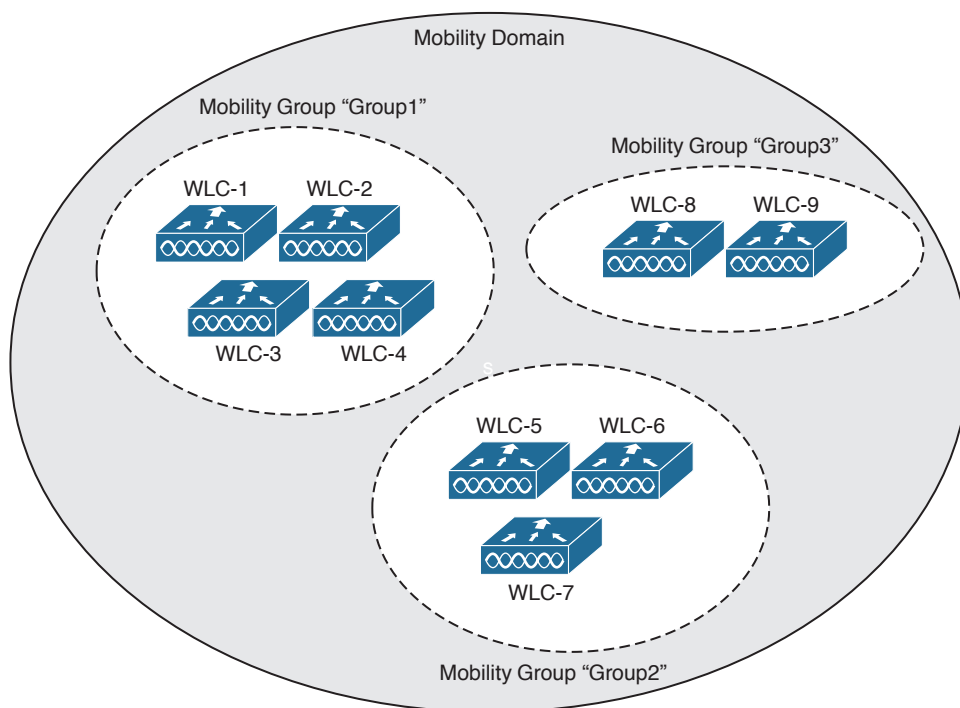 Mobility Domain
Mobility Group “Group1”
WLC-1
WLC-2
WLC-3
WLC-4
Mobility Group “Group3”
WLC-8
WLC-9
s
WLC-5
WLC-6
WLC-7
Mobility Group “Group2”